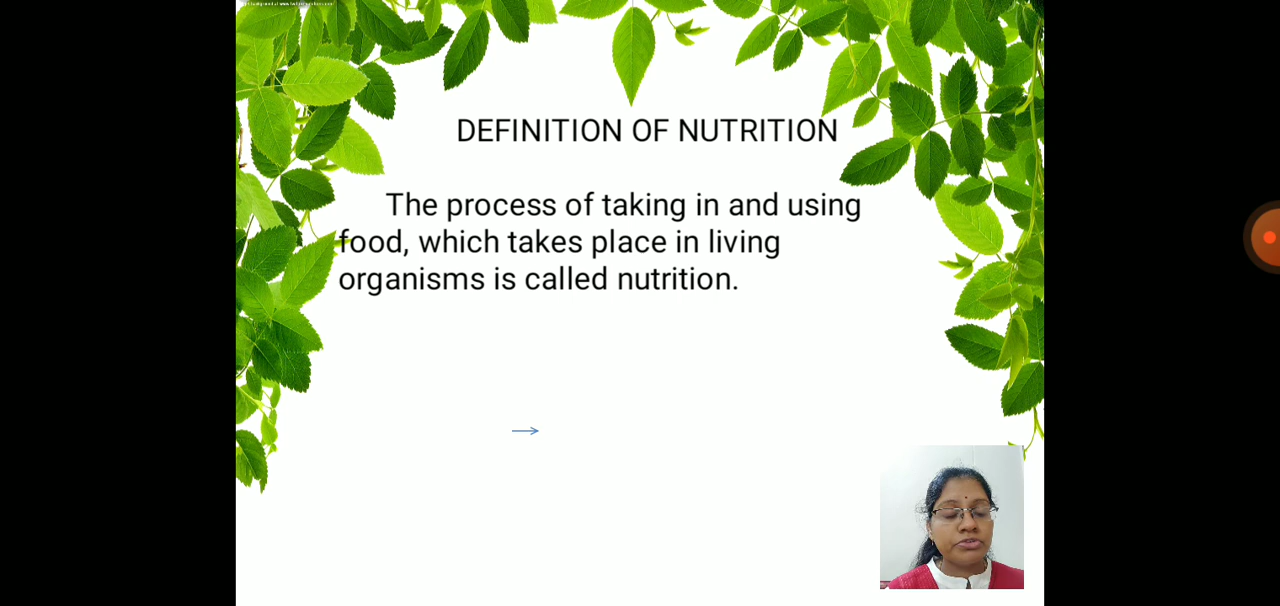 DEFINITION OF NUTRITION
The process of taking in and using
food, which takes place in living
organisms is called nutrition.